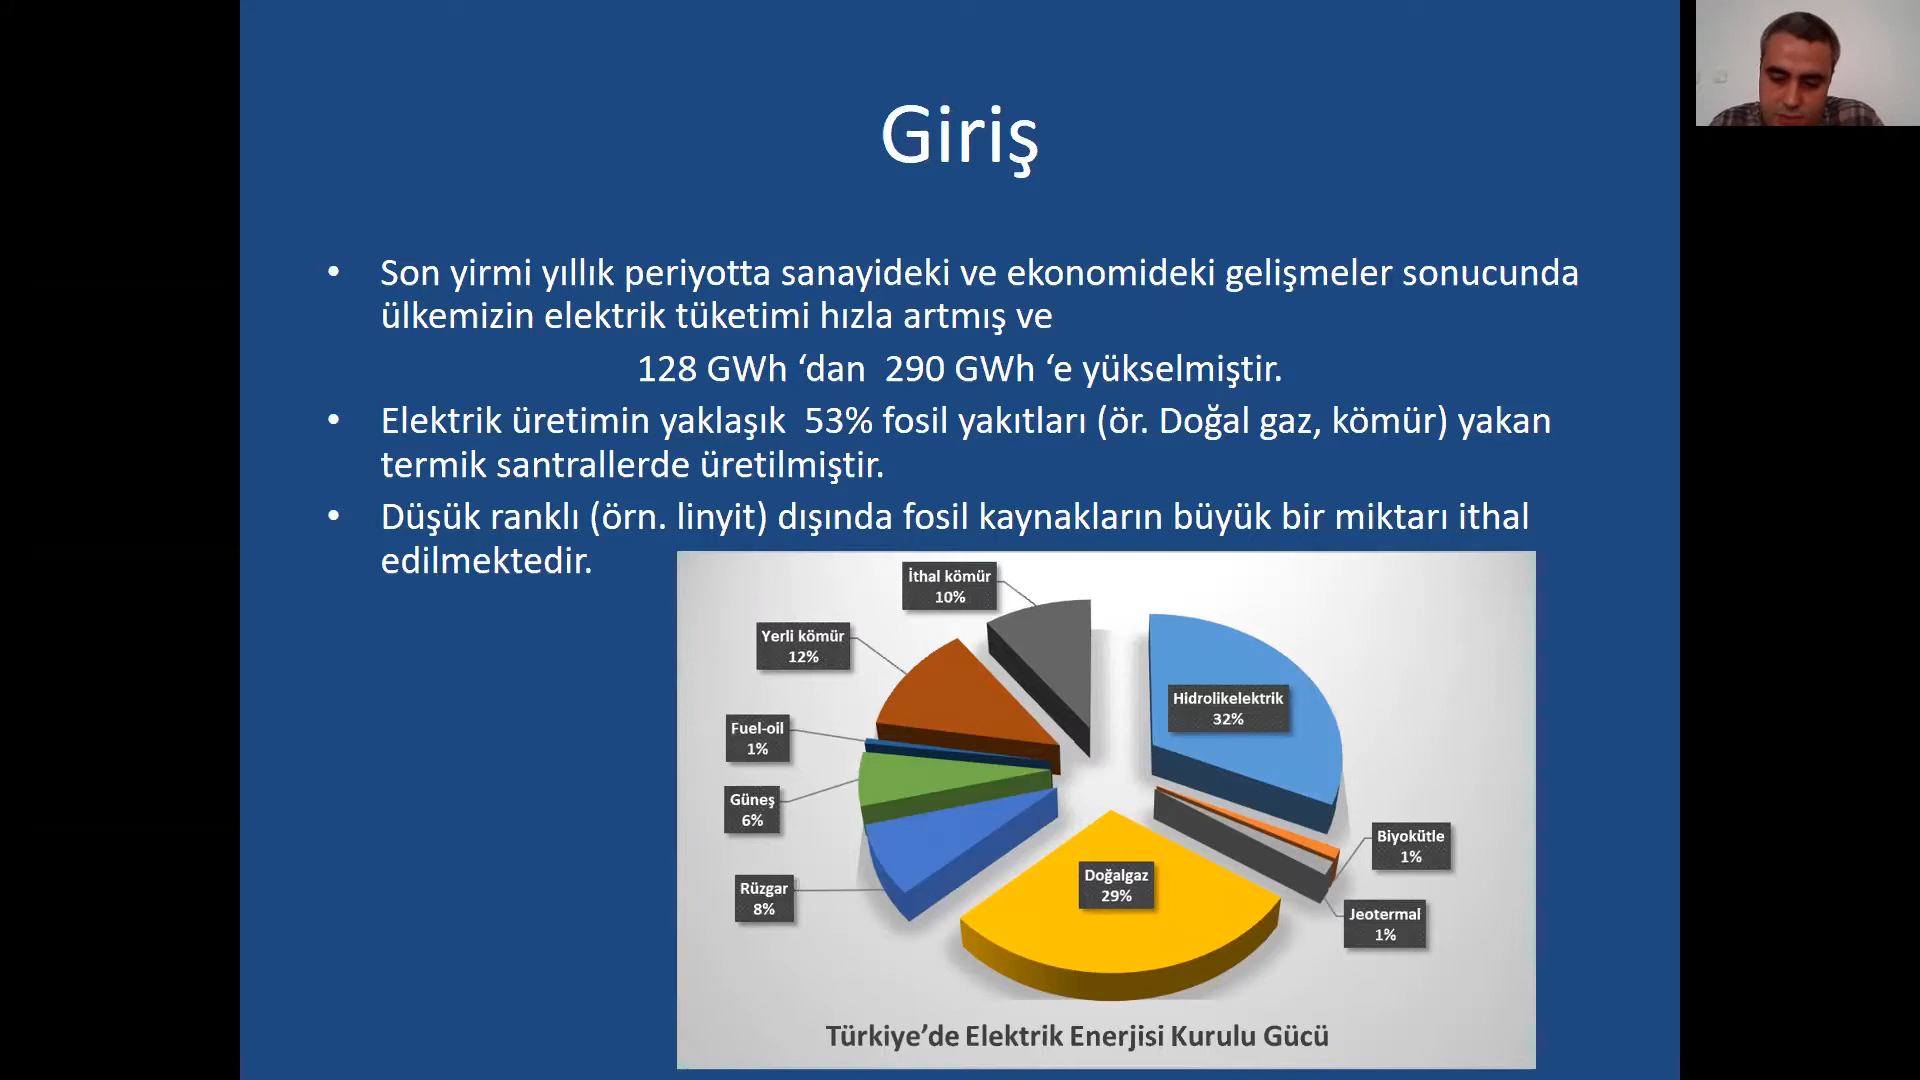 Giriş
• Son yirmi yıllık periyotta sanayideki ve ekonomideki gelişmeler sonucunda
ülkemizin elektrik tüketimi hızla artmış ve
128 GWh ‘dan 290 GWh ‘e yükselmiştir.
• Elektrik üretimin yaklaşık 53% fosil yakıtları (ör. Doğal gaz, kömür) yakan
termik santrallerde üretilmiştir.
• Düşük ranklı (örn. linyit) dışında fosil kaynakların büyük bir miktarı ithal
edilmektedir.
İthal kömür
10%
Yerli kömür
12%
Hidrolikelektrik
32%
Fuel-oil
1%
Güneş
6%
Biyokütle
1%
Doğalgaz
29%
Rüzgar
8%
Jeotermal
1%
Türkiye’de Elektrik Enerjisi Kurulu Gücü